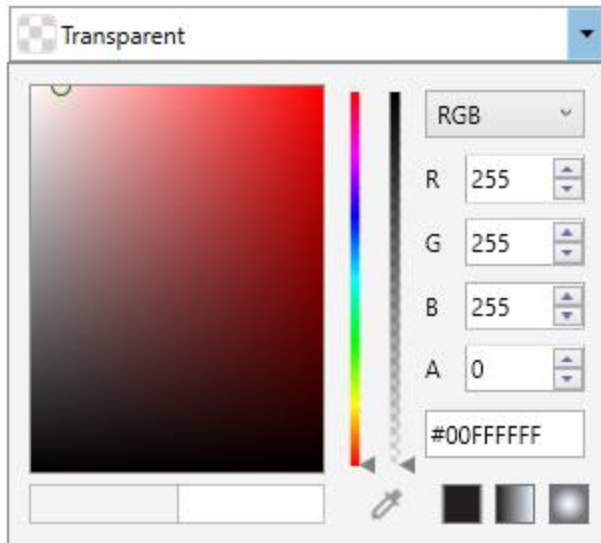 Transparent
RGB
R 255
G 255
B 255
A 0
#00FFFFFF